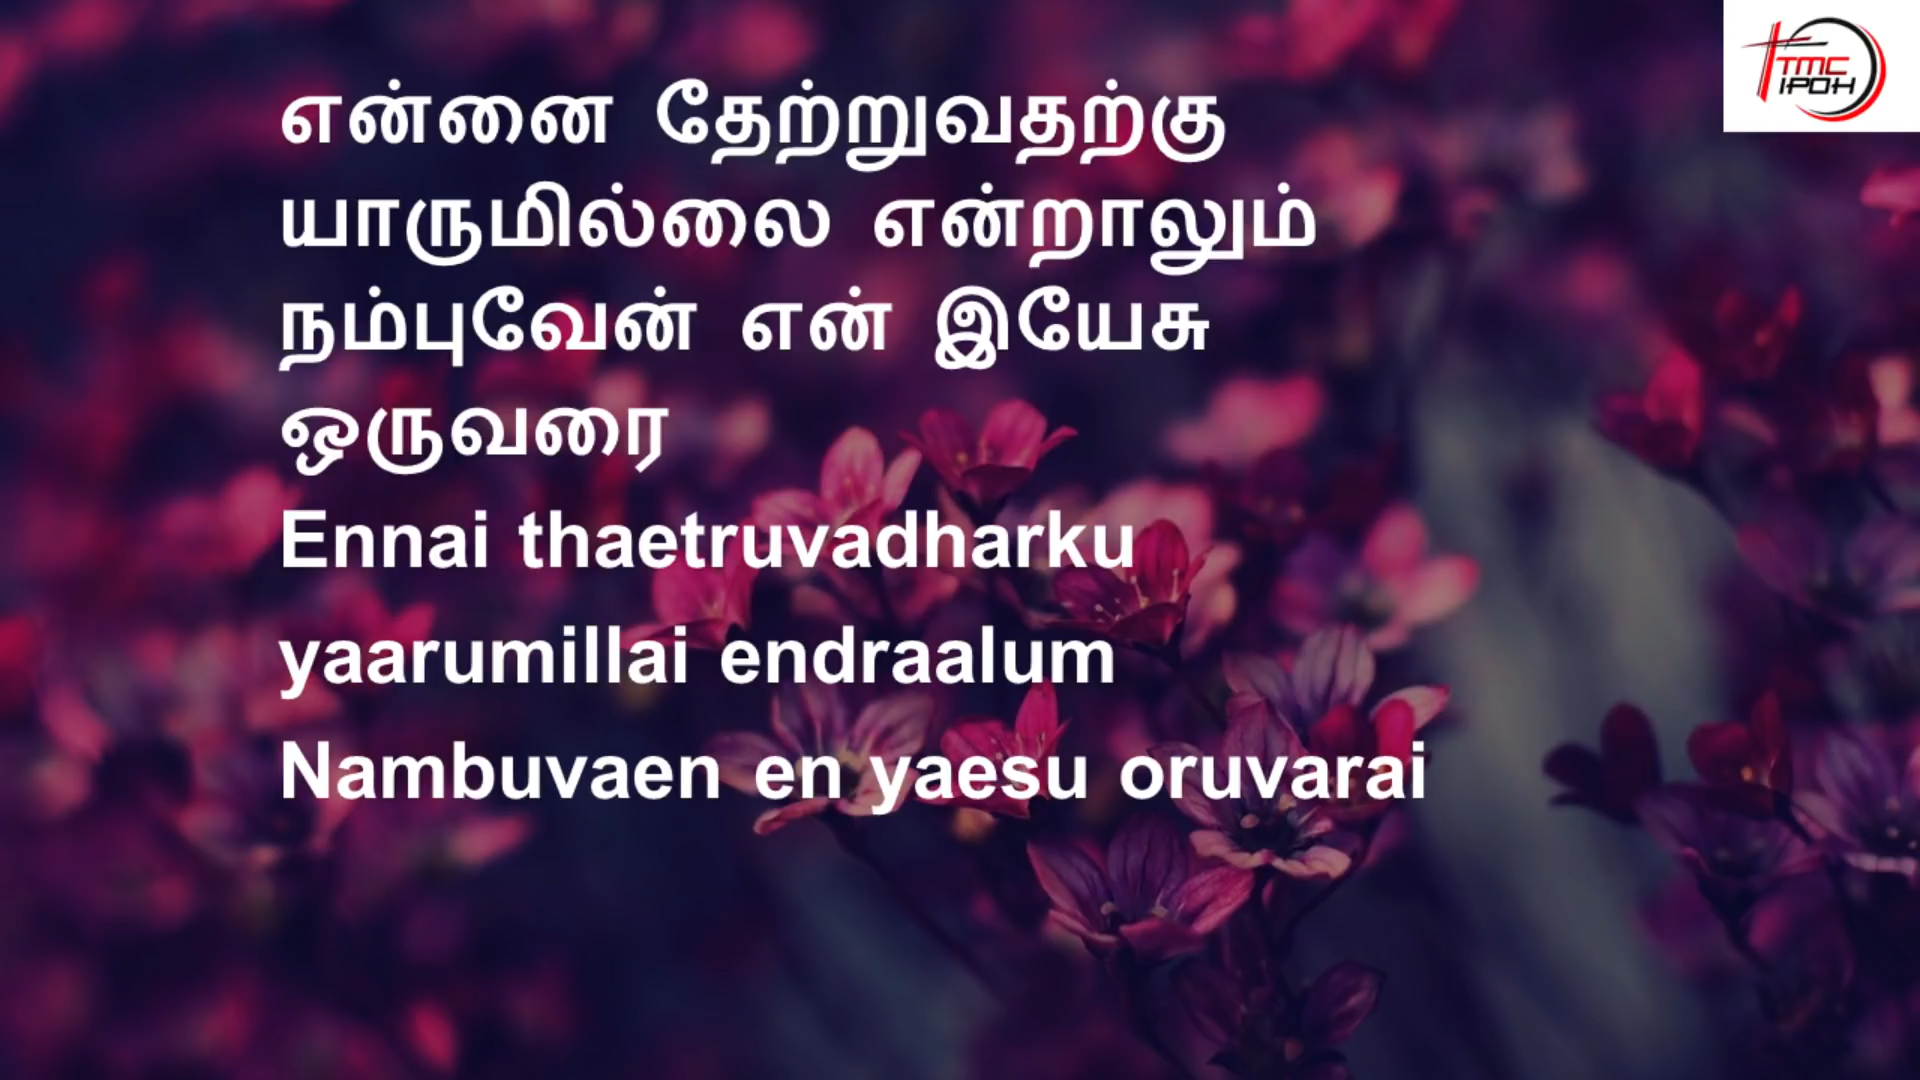 TMC
IPOH
என்னை தேற்றுவதற்கு
யாருமில்லை என்றாலும்
நம்புவேன் என் இயேசு
ஒருவரை
Ennai thaetruvadharku
yaarumillai endraalum
Nambuvaen en yaesu oruvarai